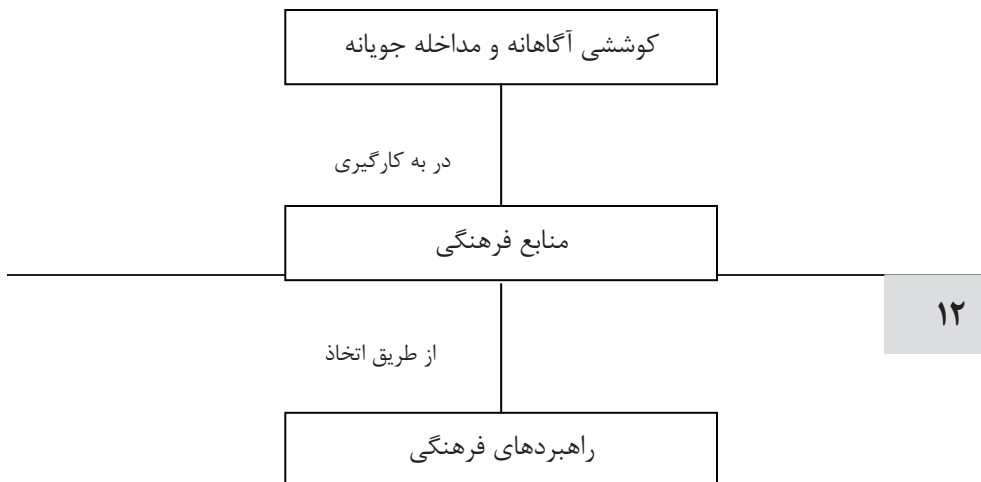 کوششی آگاهانه و مداخله جویانه
در به کارگیری
منابع فرهنگی
۱۲
از طریق اتخاذ
راهبردهای فرهنگی